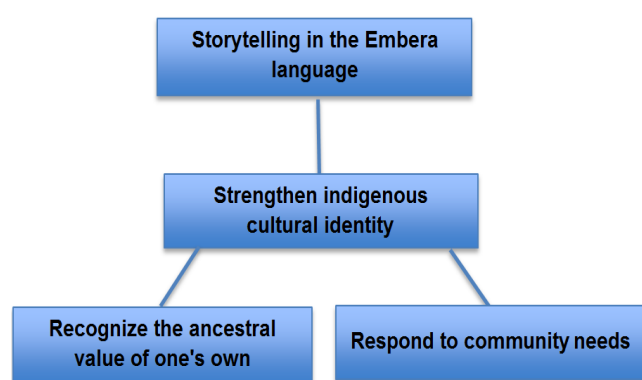 Storytelling in the Embera
language
Strengthen indigenous
cultural identity
Recognize the ancestral
value of one's own
Respond to community needs